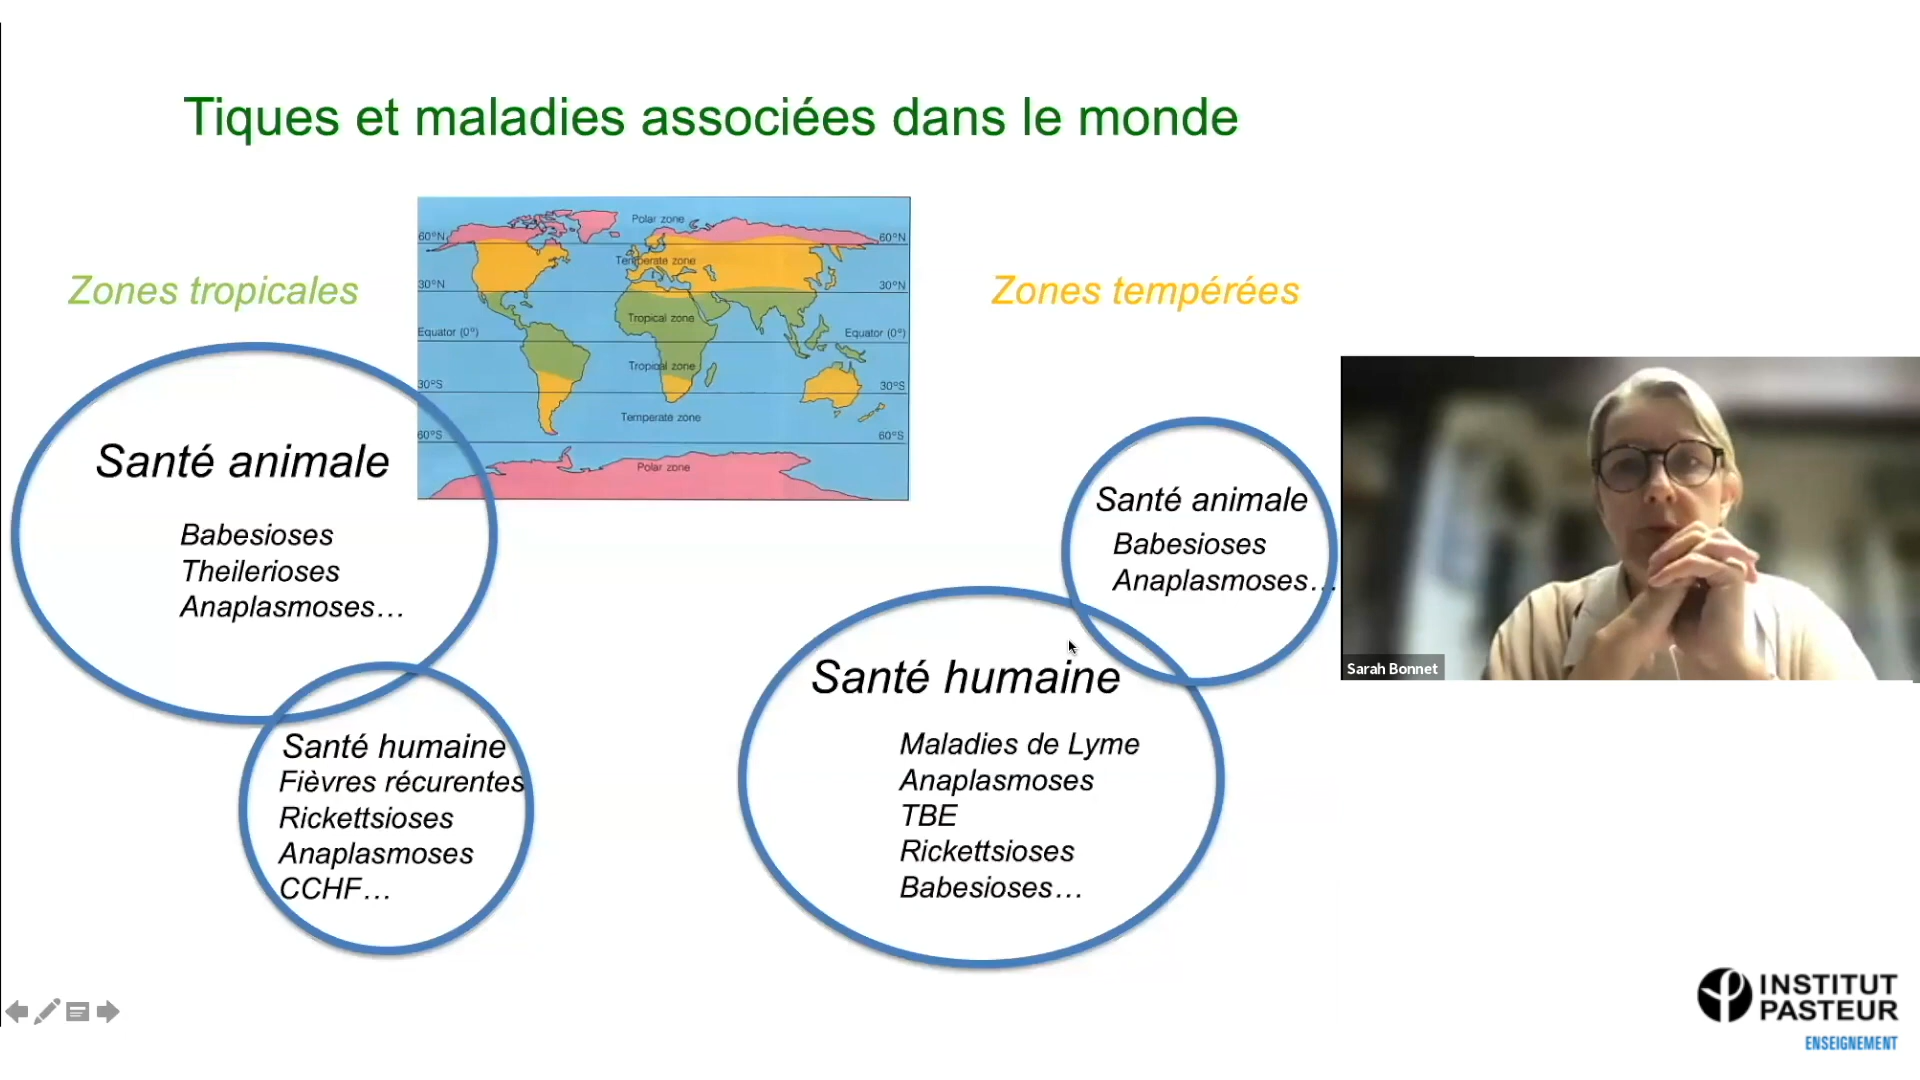 Tiques et maladies associées dans le monde
Zones tropicales
Polar zone
60°N
60°N
Temperate zone
30°N
30°N
Tropical zone
Equator (0°)
Equator (0°)
Tropical zone
30°S
30°S
Temperate zone
60°S
60°S
Polar zone
Zones tempérées
Santé animale
Babesioses
Theilerioses
Anaplasmoses…
Santé humaine
Fièvres récurentes
Rickettsioses
Anaplasmoses
CCHF…
Santé animale
Babesioses
Anaplasmoses…
Santé humaine
Maladies de Lyme
Anaplasmoses
TBE
Rickettsioses
Babesioses…
Sarah Bonnet
INSTITUT
PASTEUR
ENSEIGNEMENT